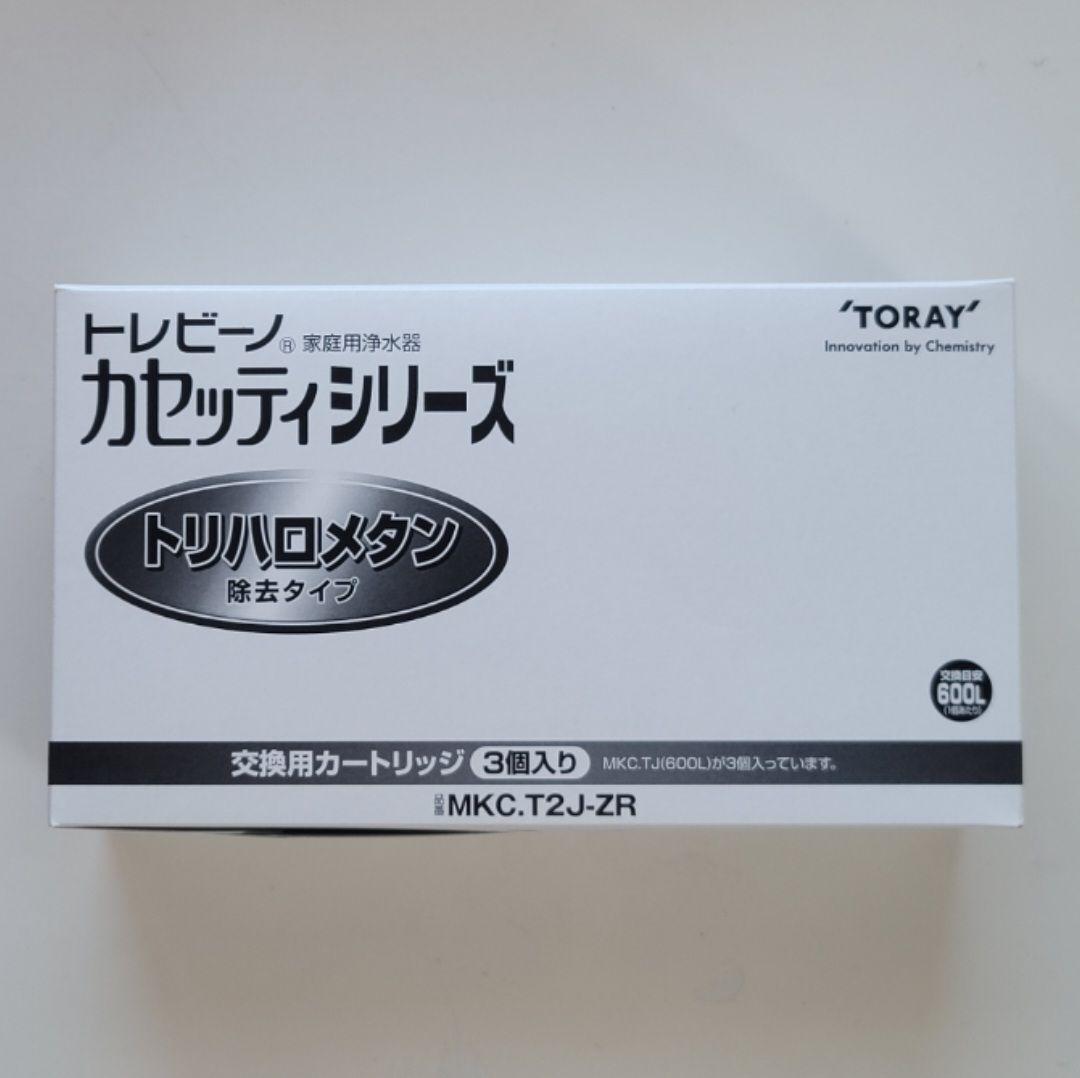 トレビーノ® 家庭用浄水器
カセッティシリーズ
トリハロメタン
除去タイプ
'TORAY'
Innovation by Chemistry
交換目安
600L
(1個あたり)
交換用カートリッジ 3個入り MKC.TJ(600L)が3個入っています。
品番 MKC.T2J-ZR